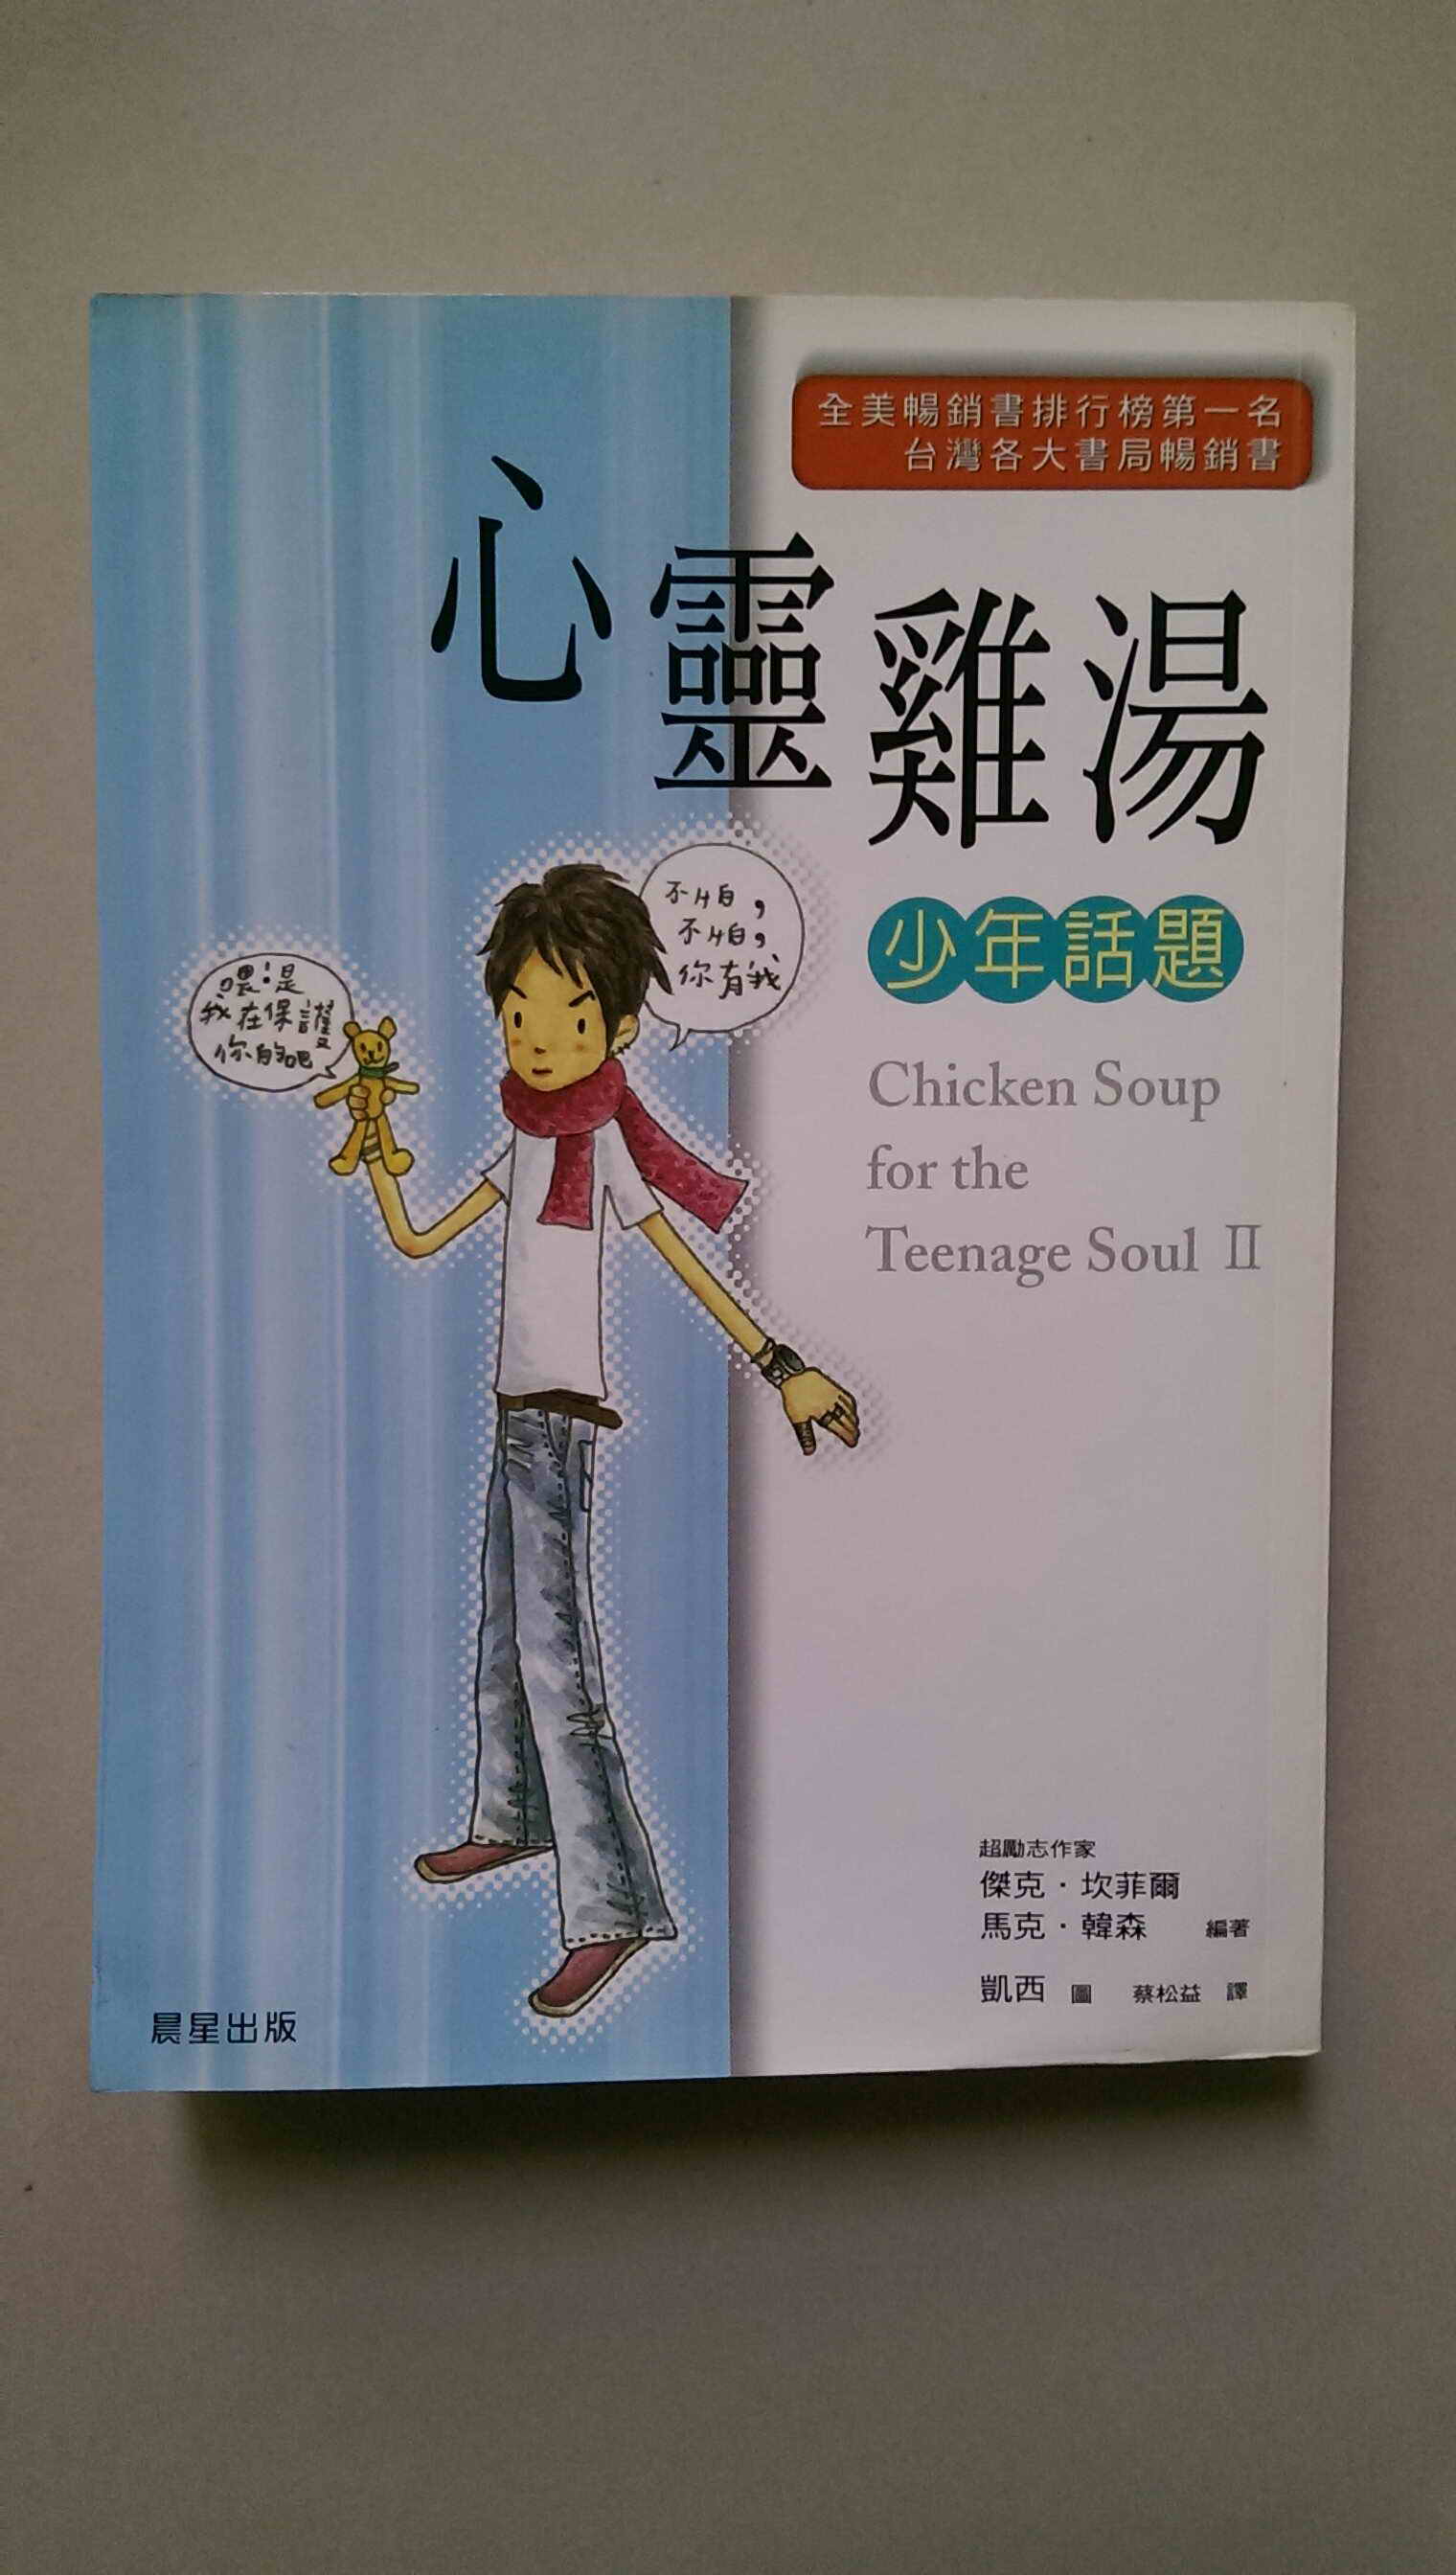 全美暢銷書排行榜第一名
台灣各大書局暢銷書
心靈雞湯
少年話題
Chicken Soup
for the
Teenage Soul Ⅱ
不怕，
不怕，
你有我
喂！是
我在保護
你的吧
超勵志作家
傑克・坎菲爾
馬克・韓森 編著
凱西 圖 蔡松益 譯
晨星出版